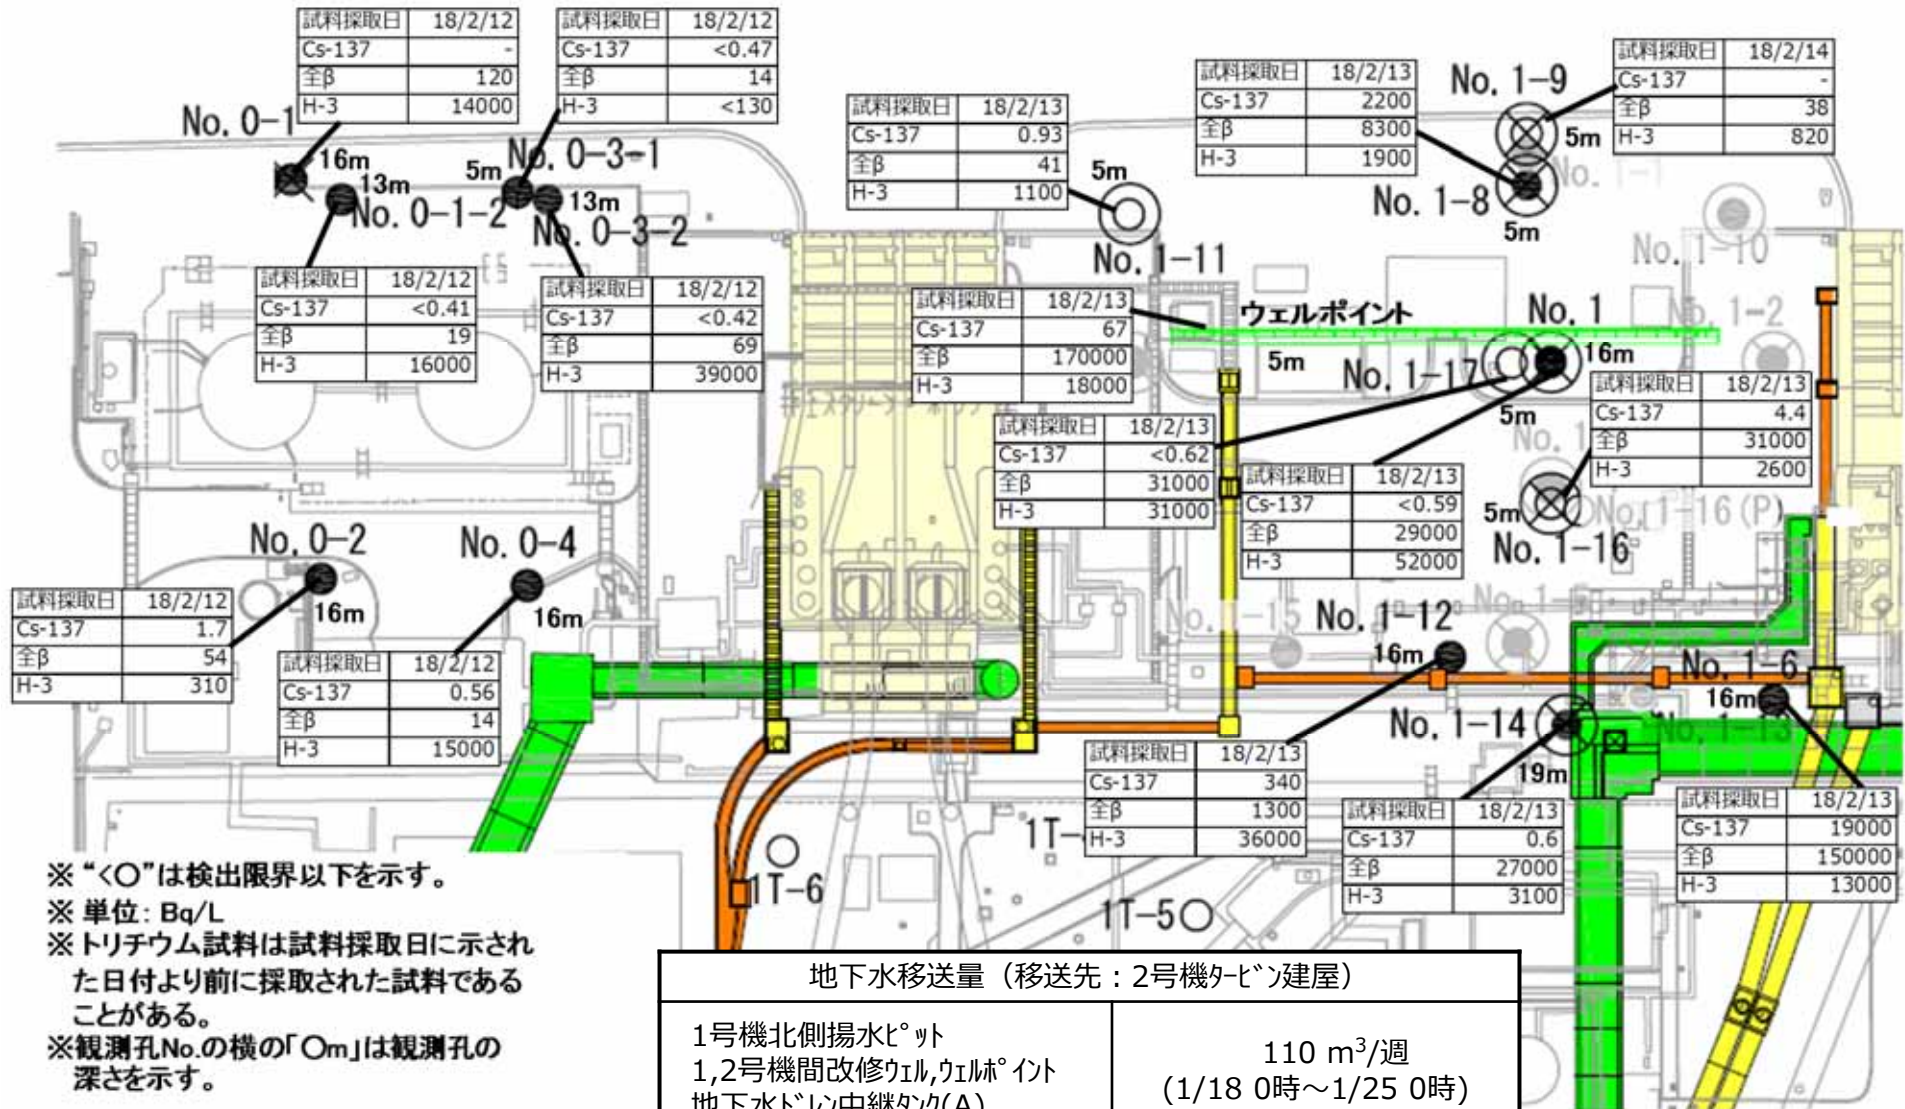 試料採取日 18/2/12
Cs-137 -
全β 120
H-3 14000
試料採取日 18/2/12
Cs-137 <0.47
全β 14
H-3 <130
試料採取日 18/2/13
Cs-137 0.93
全β 41
H-3 1100
試料採取日 18/2/13
Cs-137 2200
全β 8300
H-3 1900
試料採取日 18/2/14
Cs-137 -
全β 38
H-3 820
No. 0-1
16m
13m
No. 0-1-2
5m
No. 0-3-1
13m
No. 0-3-2
5m
No. 1-11
No. 1-9
5m
No. 1-8
5m
No. 1-10
試料採取日 18/2/12
Cs-137 <0.41
全β 19
H-3 16000
試料採取日 18/2/12
Cs-137 <0.42
全β 69
H-3 39000
試料採取日 18/2/13
Cs-137 67
全β 170000
H-3 18000
ウェルポイント
5m
No. 1
16m
No. 1-17
5m
1-2
試料採取日 18/2/13
Cs-137 4.4
全β 31000
H-3 2600
試料採取日 18/2/13
Cs-137 <0.62
全β 31000
H-3 31000
試料採取日 18/2/13
Cs-137 <0.59
全β 29000
H-3 52000
5m
No. 1-16(P)
No. 1-16
No. 0-2
16m
No. 0-4
16m
試料採取日 18/2/12
Cs-137 1.7
全β 54
H-3 310
試料採取日 18/2/12
Cs-137 0.56
全β 14
H-3 15000
No. 1-12
16m
No. 1-6
16m
No. 1-14
19m
No. 1-13
試料採取日 18/2/13
Cs-137 340
全β 1300
H-3 36000
試料採取日 18/2/13
Cs-137 0.6
全β 27000
H-3 3100
試料採取日 18/2/13
Cs-137 19000
全β 150000
H-3 13000
1T-6
1T-
1T-5
※ “<○”は検出限界以下を示す。
※ 単位: Bq/L
※ トリチウム試料は試料採取日に示され
た日付より前に採取された試料である
ことがある。
※観測孔No.の横の「○m」は観測孔の
深さを示す。
地下水移送量（移送先：2号機ﾀｰﾋﾞﾝ建屋）
1号機北側揚水ﾋﾟｯﾄ
1,2号機間改修ｳｪﾙ,ｳｪﾙﾎﾟｲﾝﾄ
地下水ﾄﾞﾚﾝ中継ﾀﾝｸ(A)
110 m³/週
(1/18 0時～1/25 0時)